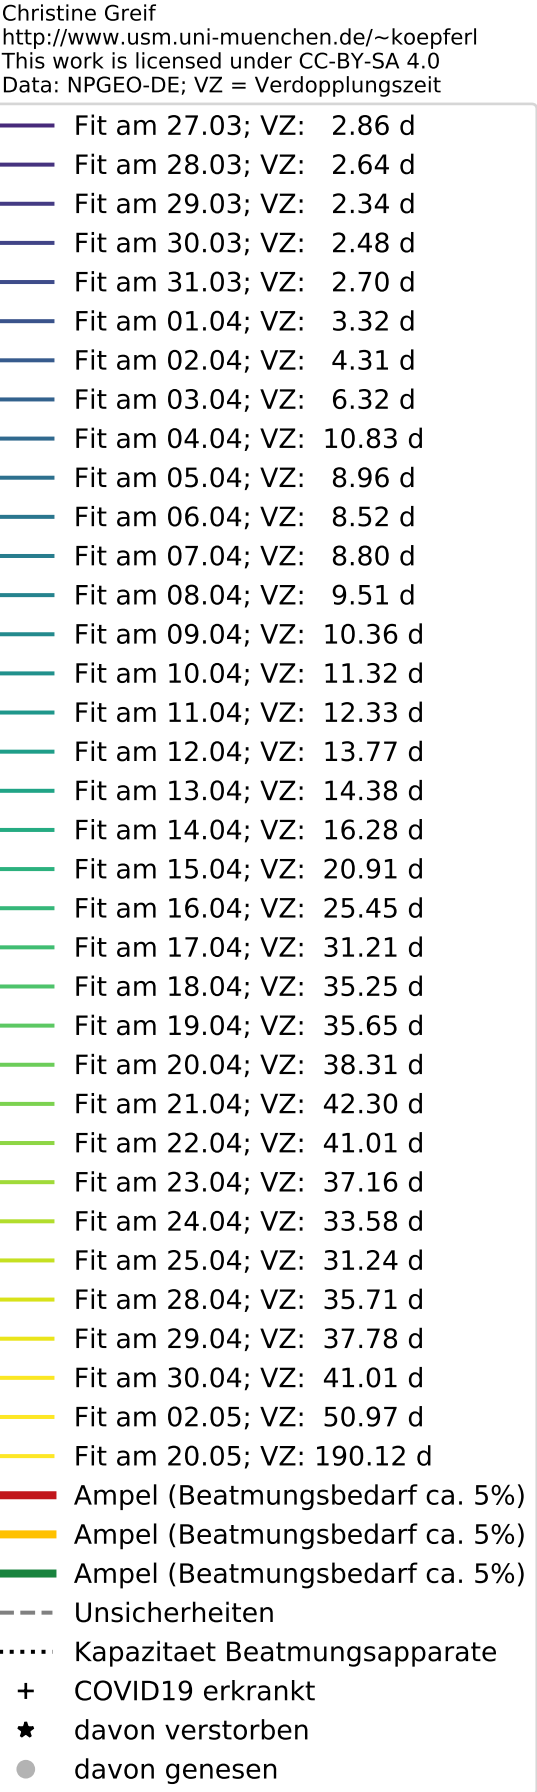 Christine Greif
http://www.usm.uni-muenchen.de/~koepferl
This work is licensed under CC-BY-SA 4.0
Data: NPGEO-DE; VZ = Verdopplungszeit
Fit am 27.03; VZ: 2.86 d
Fit am 28.03; VZ: 2.64 d
Fit am 29.03; VZ: 2.34 d
Fit am 30.03; VZ: 2.48 d
Fit am 31.03; VZ: 2.70 d
Fit am 01.04; VZ: 3.32 d
Fit am 02.04; VZ: 4.31 d
Fit am 03.04; VZ: 6.32 d
Fit am 04.04; VZ: 10.83 d
Fit am 05.04; VZ: 8.96 d
Fit am 06.04; VZ: 8.52 d
Fit am 07.04; VZ: 8.80 d
Fit am 08.04; VZ: 9.51 d
Fit am 09.04; VZ: 10.36 d
Fit am 10.04; VZ: 11.32 d
Fit am 11.04; VZ: 12.33 d
Fit am 12.04; VZ: 13.77 d
Fit am 13.04; VZ: 14.38 d
Fit am 14.04; VZ: 16.28 d
Fit am 15.04; VZ: 20.91 d
Fit am 16.04; VZ: 25.45 d
Fit am 17.04; VZ: 31.21 d
Fit am 18.04; VZ: 35.25 d
Fit am 19.04; VZ: 35.65 d
Fit am 20.04; VZ: 38.31 d
Fit am 21.04; VZ: 42.30 d
Fit am 22.04; VZ: 41.01 d
Fit am 23.04; VZ: 37.16 d
Fit am 24.04; VZ: 33.58 d
Fit am 25.04; VZ: 31.24 d
Fit am 28.04; VZ: 35.71 d
Fit am 29.04; VZ: 37.78 d
Fit am 30.04; VZ: 41.01 d
Fit am 02.05; VZ: 50.97 d
Fit am 20.05; VZ: 190.12 d
Ampel (Beatmungsbedarf ca. 5%)
Ampel (Beatmungsbedarf ca. 5%)
Ampel (Beatmungsbedarf ca. 5%)
Unsicherheiten
Kapazitaet Beatmungsapparate
COVID19 erkrankt
davon verstorben
davon genesen